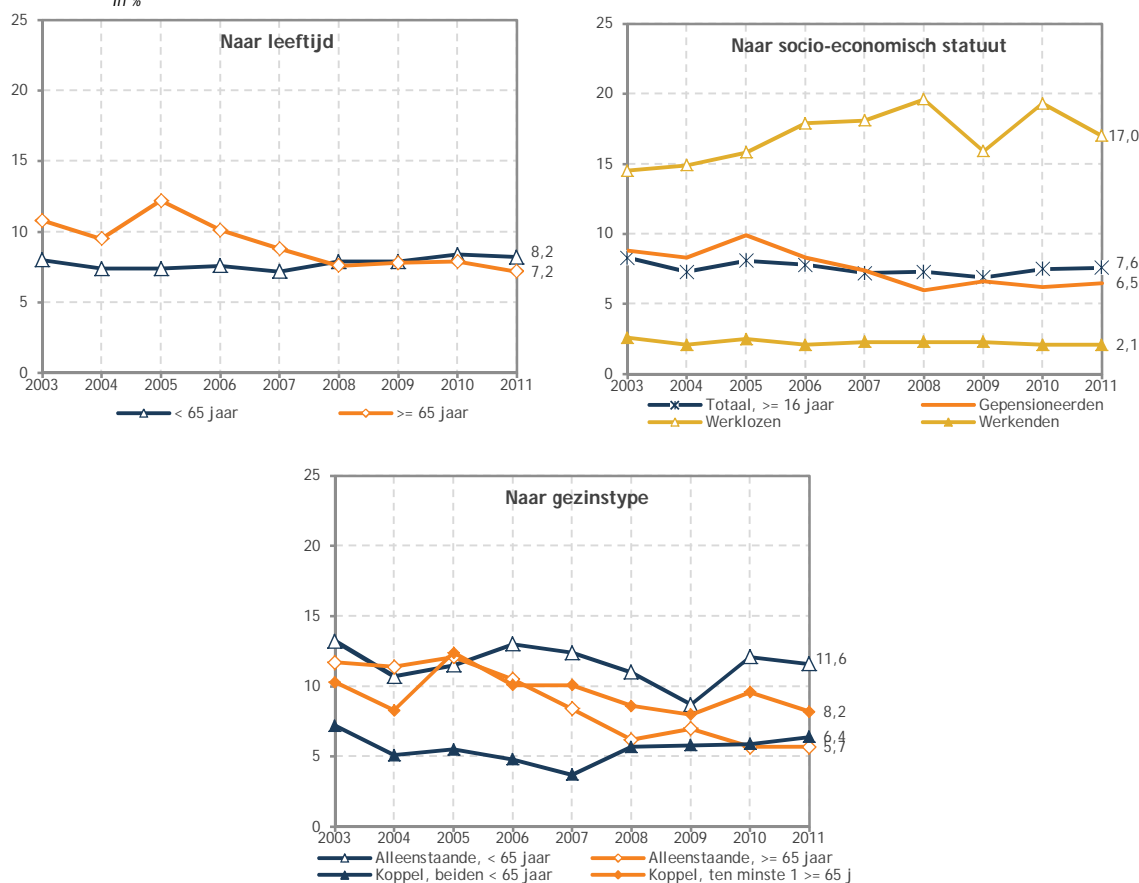 in %
Naar leeftijd
25
20
15
10
5
0
8,2
7,2
2003 2004 2005 2006 2007 2008 2009 2010 2011
< 65 jaar >= 65 jaar
Naar socio-economisch statuut
25
20
15
10
5
0
17,0
7,6
6,5
2,1
2003 2004 2005 2006 2007 2008 2009 2010 2011
Totaal, >= 16 jaar Gepensioneerden
Werklozen Werkenden
Naar gezinstype
25
20
15
10
5
0
11,6
8,2
6,4
5,7
2003 2004 2005 2006 2007 2008 2009 2010 2011
Alleenstaande, < 65 jaar Alleenstaande, >= 65 jaar
Koppel, beiden < 65 jaar Koppel, ten minste 1 >= 65 j